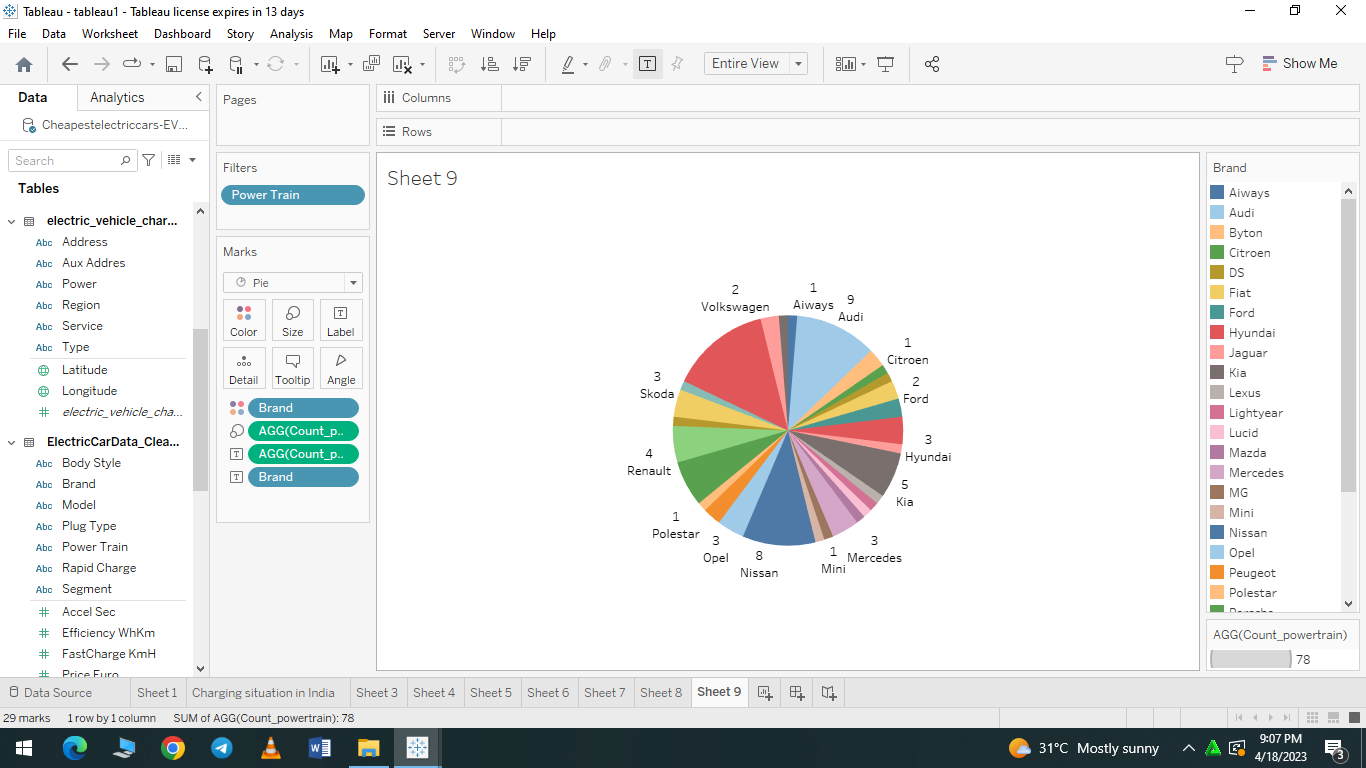 Tableau - tableau1 - Tableau license expires in 13 days
File Data Worksheet Dashboard Story Analysis Map Format Server Window Help
Entire View
Show Me
Data Analytics
Cheapestelectriccars-EV...
Search
Tables
electric_vehicle_char...
Abc Address
Abc Aux Addres
Abc Power
Abc Region
Abc Service
Abc Type
Latitude
Longitude
# electric_vehicle_cha...
ElectricCarData_Clea...
Abc Body Style
Abc Brand
Abc Model
Abc Plug Type
Abc Power Train
Abc Rapid Charge
Abc Segment
# Accel Sec
# Efficiency WhKm
# FastCharge KmH
# Price Euro
Pages
Filters
Power Train
Marks
Pie
Color Size Label
Detail Tooltip Angle
Brand
AGG(Count_p..
AGG(Count_p..
Brand
Columns
Rows
Sheet 9
2
Volkswagen
1
Aiways
9
Audi
1
Citroen
2
Ford
3
Hyundai
5
Kia
3
Mercedes
1
Mini
8
Nissan
3
Opel
1
Polestar
4
Renault
3
Skoda
Brand
Aiways
Audi
Byton
Citroen
DS
Fiat
Ford
Hyundai
Jaguar
Kia
Lexus
Lightyear
Lucid
Mazda
Mercedes
MG
Mini
Nissan
Opel
Peugeot
Polestar
Porsche
AGG(Count_powertrain)
78
Data Source Sheet 1 Charging situation in India Sheet 3 Sheet 4 Sheet 5 Sheet 6 Sheet 7 Sheet 8 Sheet 9
29 marks 1 row by 1 column SUM of AGG(Count_powertrain): 78
31°C Mostly sunny
9:07 PM
4/18/2023
3